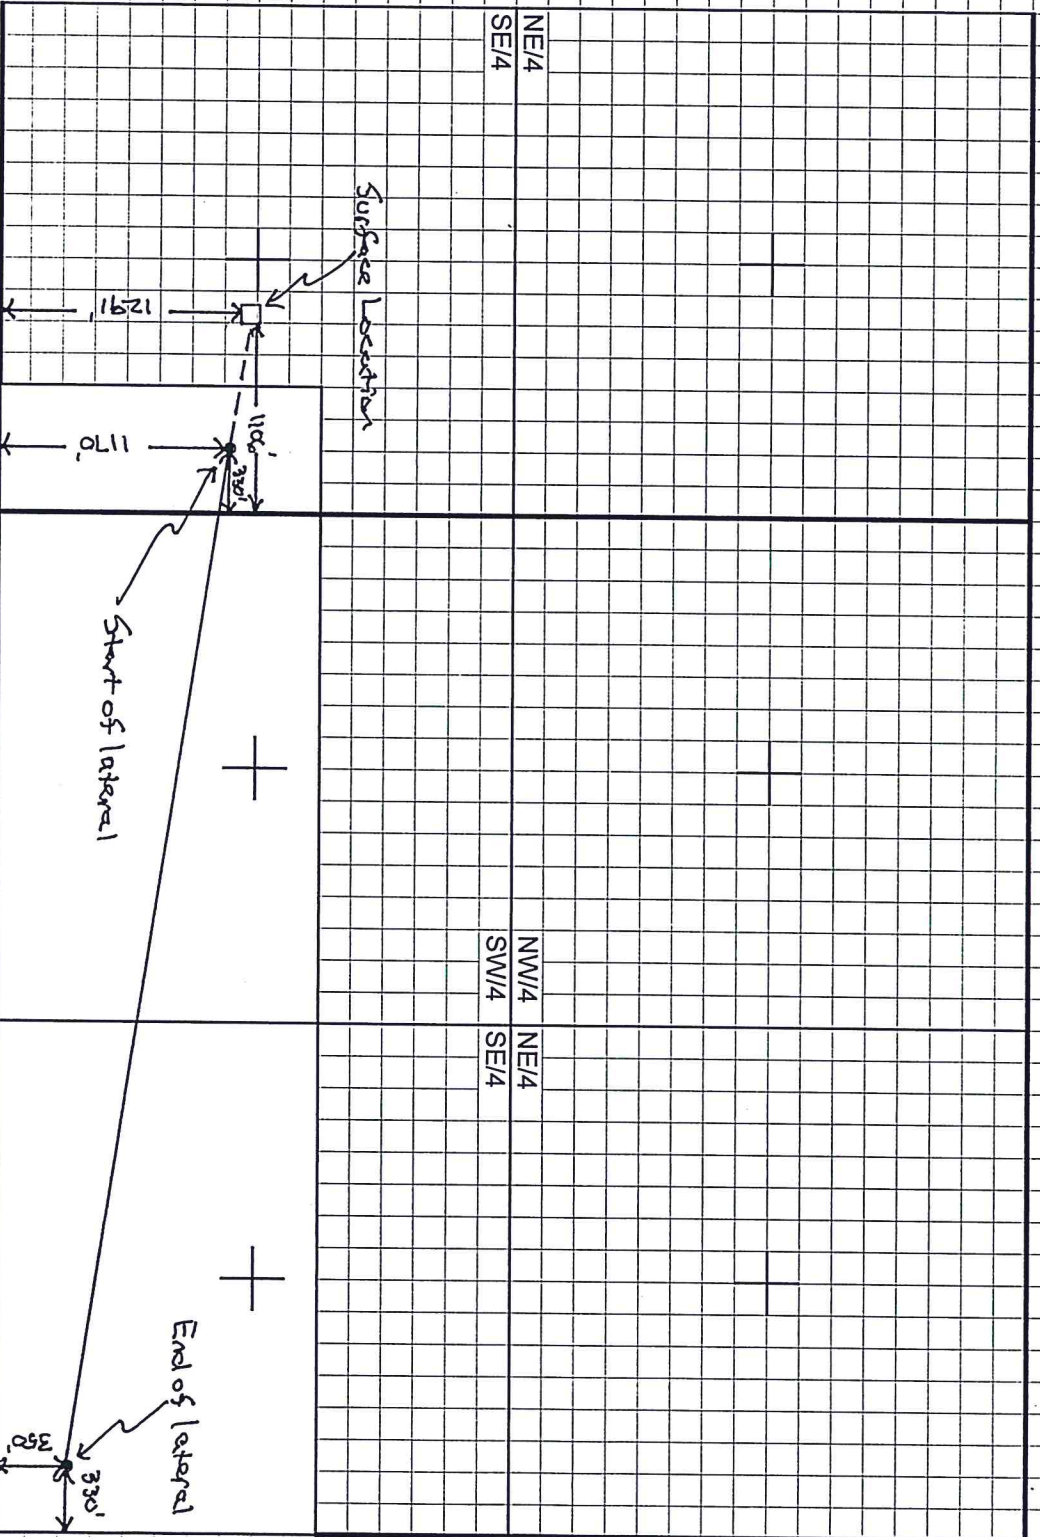 NE/4
SE/4
Surface Location
1291'
1106'
1170'
330'
Start of lateral
NW/4
SW/4
NE/4
SE/4
End of lateral
350'
330'